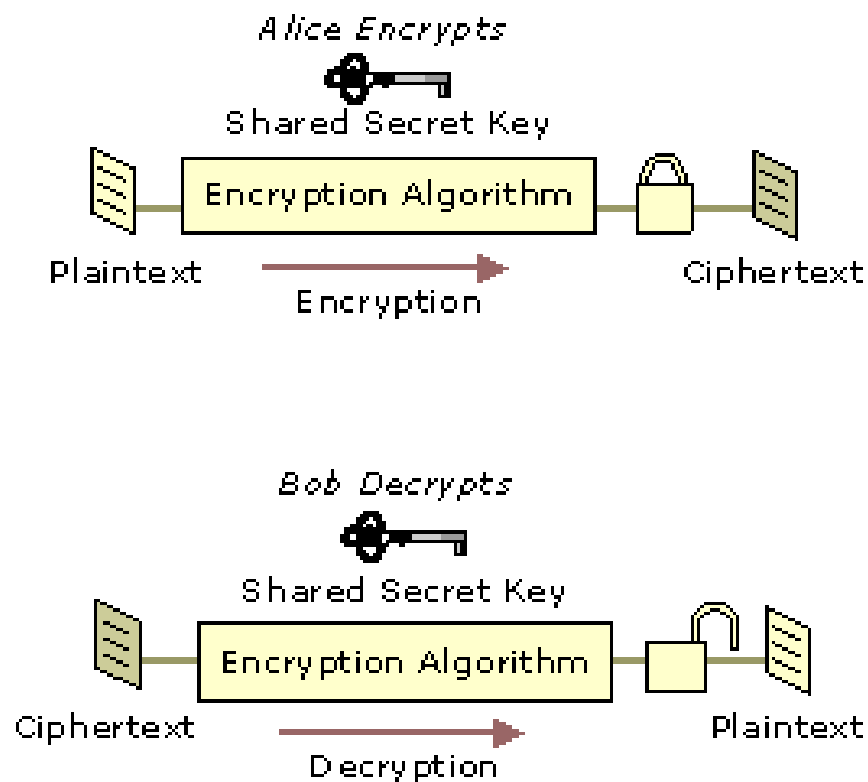 Alice Encrypts
Shared Secret Key
Encryption Algorithm
Plaintext
Ciphertext
Encryption
Bob Decrypts
Shared Secret Key
Encryption Algorithm
Ciphertext
Plaintext
Decryption